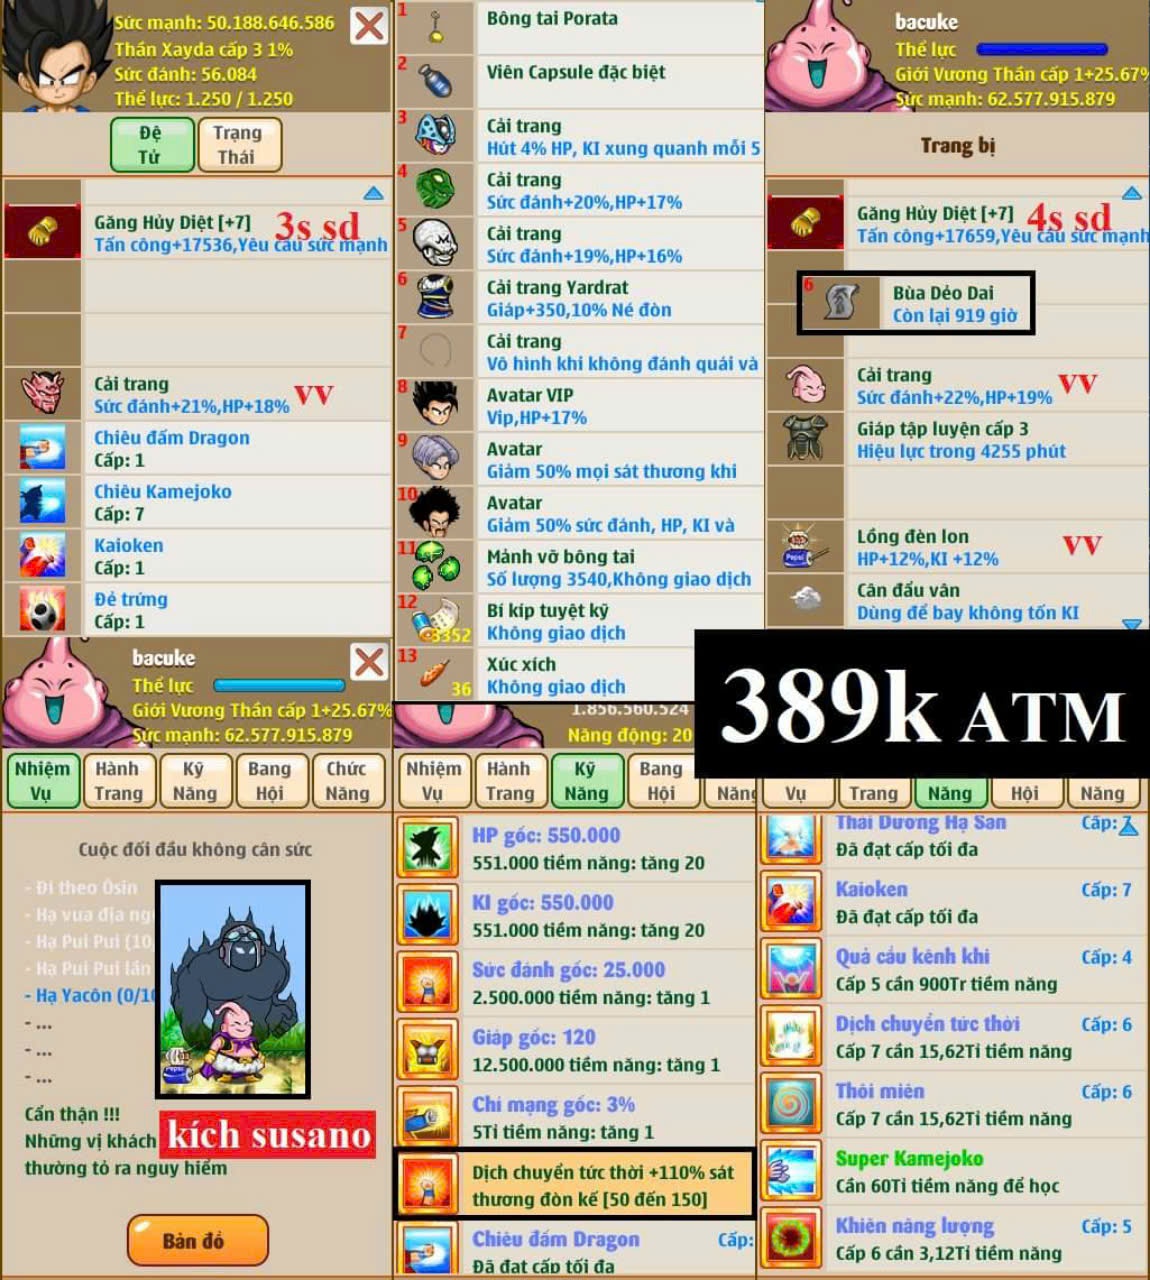 Sức mạnh: 50.188.646.586
Thần Xayda cấp 3 1%
Sức đánh: 56.084
Thể lực: 1.250 / 1.250
Đệ
Tử
Trạng
Thái
Găng Hủy Diệt [+7]
3s sd
Tấn công+17536,Yêu cầu sức mạnh
Cải trang
Sức đánh+21%,HP+18%
VV
Chiêu đấm Dragon
Cấp: 1
Chiêu Kamejoko
Cấp: 7
Kaioken
Cấp: 1
Đẻ trứng
Cấp: 1
1
Bông tai Porata
2
Viên Capsule đặc biệt
3
Cải trang
Hút 4% HP, KI xung quanh mỗi 5
4
Cải trang
Sức đánh+20%,HP+17%
5
Cải trang
Sức đánh+19%,HP+16%
6
Cải trang Yardrat
Giáp+350,10% Né đòn
7
Cải trang
Vô hình khi không đánh quái và
8
Avatar VIP
Vip,HP+17%
9
Avatar
Giảm 50% mọi sát thương khi
10
Avatar
Giảm 50% sức đánh, HP, KI và
11
Mảnh vỡ bông tai
Số lượng 3540,Không giao dịch
12
Bí kíp tuyệt kỹ
3352
Không giao dịch
13
Xúc xích
36
Không giao dịch
bacuke
Thể lực
Giới Vương Thần cấp 1+25.67%
Sức mạnh: 62.577.915.879
Trang bị
Găng Hủy Diệt [+7]
4s sd
Tấn công+17659,Yêu cầu sức mạnh
6
Bùa Dẻo Dai
Còn lại 919 giờ
Cải trang
Sức đánh+22%,HP+19%
VV
Giáp tập luyện cấp 3
Hiệu lực trong 4255 phút
Lồng đèn lon
HP+12%,KI +12%
VV
Cân đẩu vân
Dùng để bay không tốn KI
389k ATM
bacuke
Thể lực
Giới Vương Thần cấp 1+25.67%
Sức mạnh: 62.577.915.879
Nhiệm
Vụ
Hành
Trang
Kỹ
Năng
Bang
Hội
Chức
Năng
Cuộc đối đầu không cân sức
- Đi theo Ôsin
- Hạ vua địa ng
- Hạ Pui Pui (10
- Hạ Pui Pui lần
- Hạ Yacôn (0/10
- ...
- ...
- ...
Cẩn thận !!!
Những vị khách
kích susano
thường tỏ ra nguy hiểm
Bản đồ
1.856.560.524
Năng động: 20
Nhiệm
Vụ
Hành
Trang
Kỹ
Năng
Bang
Hội
Năng
HP gốc: 550.000
551.000 tiềm năng: tăng 20
KI gốc: 550.000
551.000 tiềm năng: tăng 20
Sức đánh gốc: 25.000
2.500.000 tiềm năng: tăng 1
Giáp gốc: 120
12.500.000 tiềm năng: tăng 1
Chí mạng gốc: 3%
5Tỉ tiềm năng: tăng 1
Dịch chuyển tức thời +110% sát
thương đòn kế [50 đến 150]
Chiêu đấm Dragon
Cấp:
Đã đạt cấp tối đa
Vụ
Trang
Năng
Hội
Năng
Thái Dương Hạ San
Cấp: 7
Đã đạt cấp tối đa
Kaioken
Cấp: 7
Đã đạt cấp tối đa
Quả cầu kênh khi
Cấp: 4
Cấp 5 cần 900Tr tiềm năng
Dịch chuyển tức thời
Cấp: 6
Cấp 7 cần 15,62Tỉ tiềm năng
Thôi miên
Cấp: 6
Cấp 7 cần 15,62Tỉ tiềm năng
Super Kamejoko
Cần 60Tỉ tiềm năng để học
Khiên năng lượng
Cấp: 5
Cấp 6 cần 3,12Tỉ tiềm năng